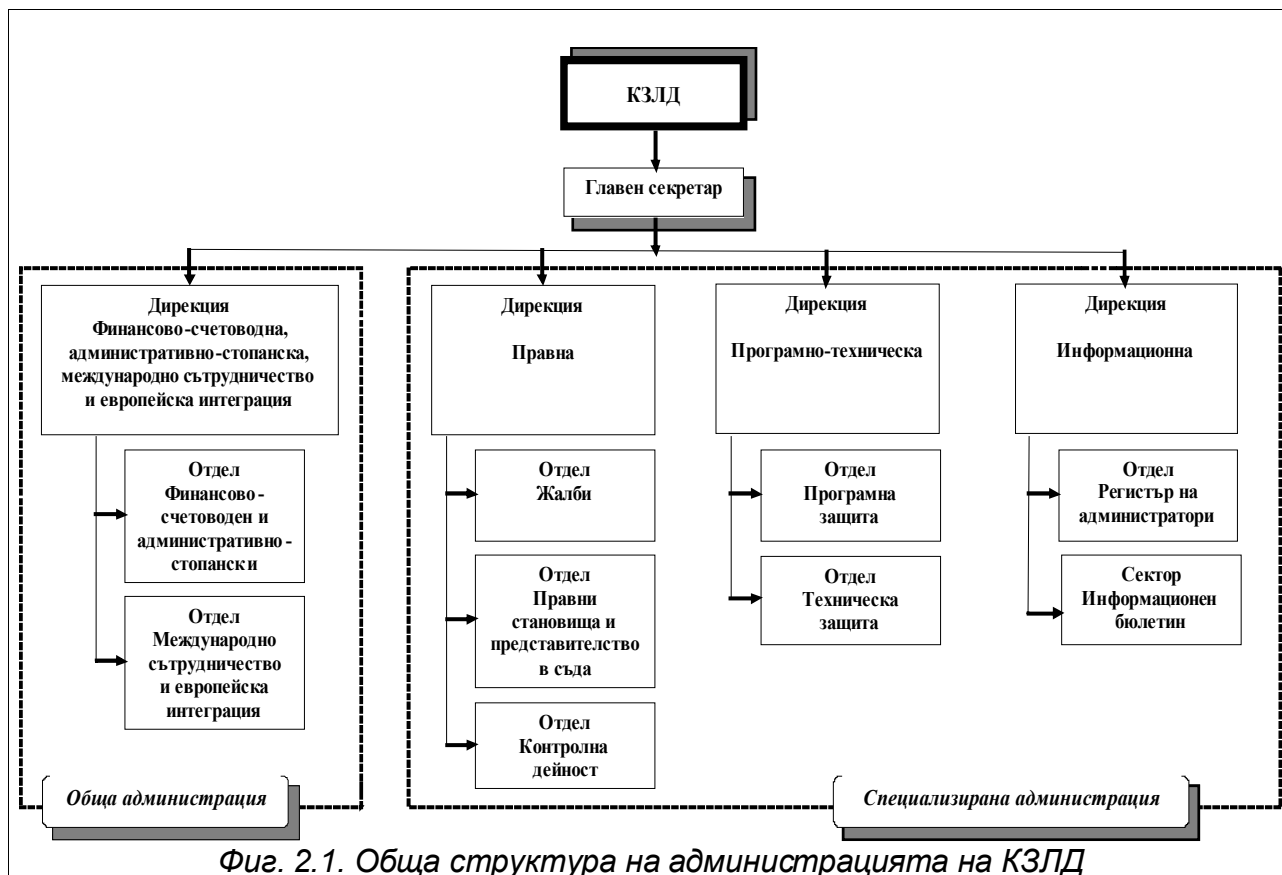 КЗЛД
Главен секретар
Дирекция
Финансово-счетоводна,
административно-стопанска,
международно сътрудничество
и европейска интеграция
Отдел
Финансово-
счетоводен и
административно-
стопански
Отдел
Международно
сътрудничество
и европейска
интеграция
Обща администрация
Дирекция
Правна
Отдел
Жалби
Отдел
Правни
становища и
представителство
в съда
Отдел
Контролна
дейност
Дирекция
Програмно-техническа
Отдел
Програмна
защита
Отдел
Техническа
защита
Дирекция
Информационна
Отдел
Регистър на
администратори
Сектор
Информационен
бюлетин
Специализирана администрация
Фиг. 2.1. Обща структура на администрацията на КЗЛД